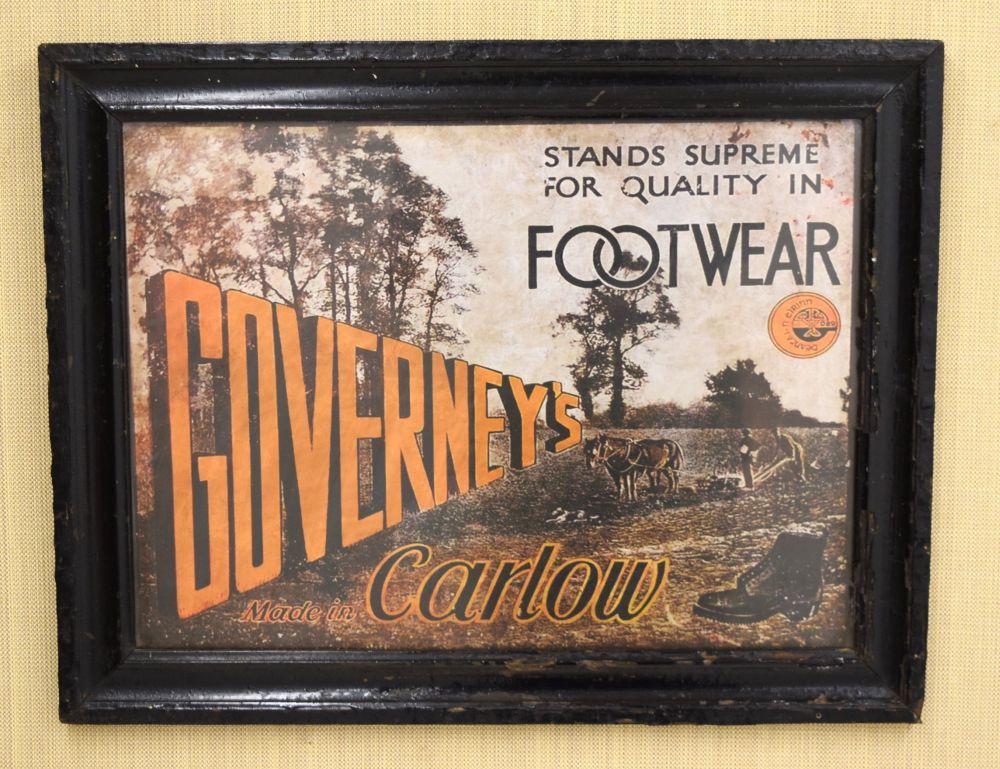 STANDS SUPREME
FOR QUALITY IN
FOOTWEAR
GOVERNEY'S
Made in Carlow